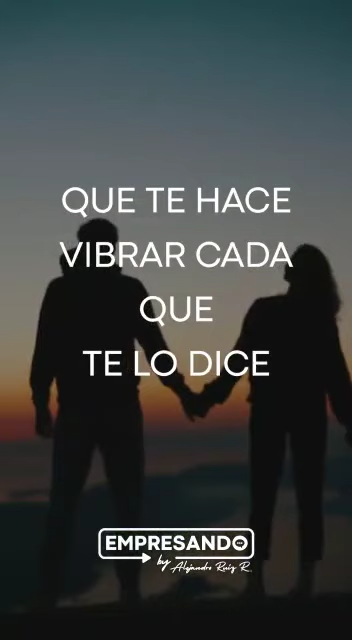 QUE TE HACE
VIBRAR CADA
QUE
TE LO DICE
EMPRESANDO
by Alejandro Ruiz R.